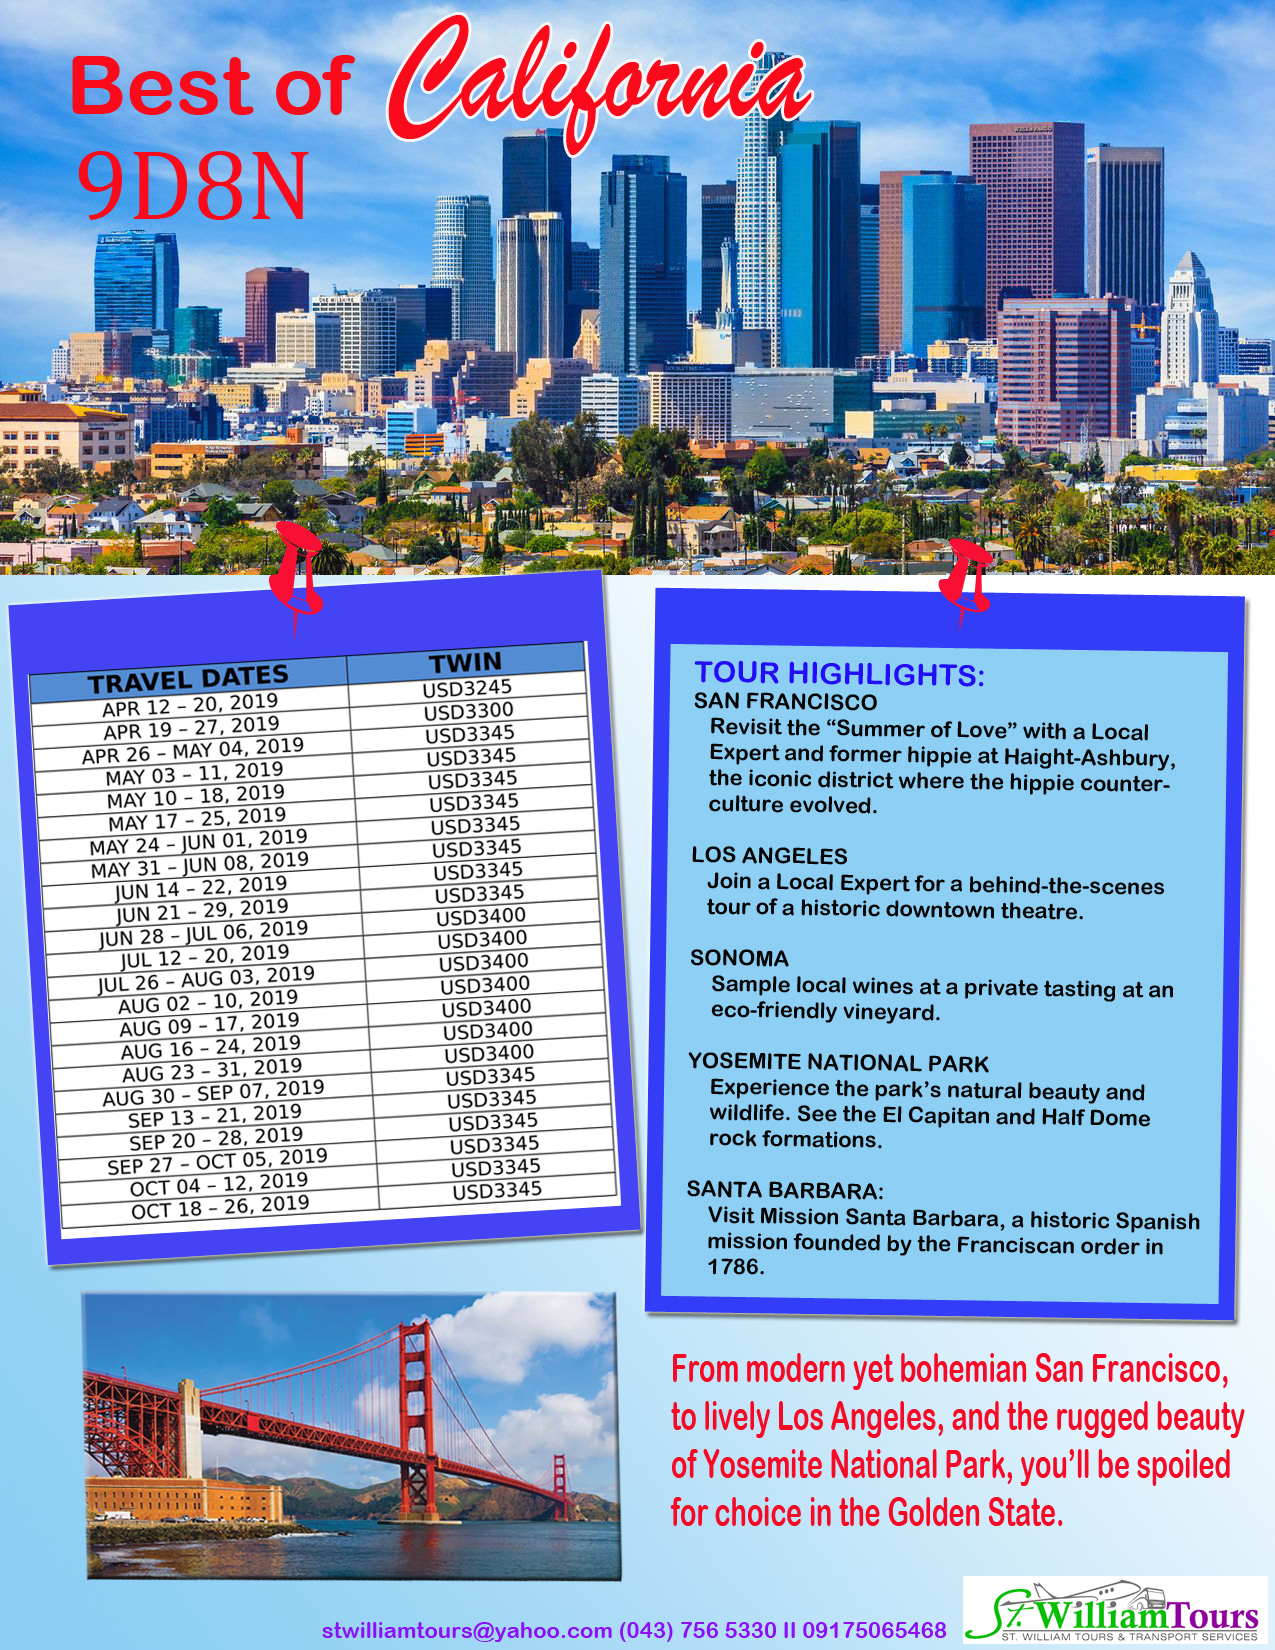 Best of California
9D8N
WELLS FARGO
TRAVEL DATES TWIN
APR 12 – 20, 2019 USD3245
APR 19 – 27, 2019 USD3300
APR 26 – MAY 04, 2019 USD3345
MAY 03 – 11, 2019 USD3345
MAY 10 – 18, 2019 USD3345
MAY 17 – 25, 2019 USD3345
MAY 24 – JUN 01, 2019 USD3345
MAY 31 – JUN 08, 2019 USD3345
JUN 14 – 22, 2019 USD3345
JUN 21 – 29, 2019 USD3345
JUN 28 – JUL 06, 2019 USD3400
JUL 12 – 20, 2019 USD3400
JUL 26 – AUG 03, 2019 USD3400
AUG 02 – 10, 2019 USD3400
AUG 09 – 17, 2019 USD3400
AUG 16 – 24, 2019 USD3400
AUG 23 – 31, 2019 USD3400
AUG 30 – SEP 07, 2019 USD3345
SEP 13 – 21, 2019 USD3345
SEP 20 – 28, 2019 USD3345
SEP 27 – OCT 05, 2019 USD3345
OCT 04 – 12, 2019 USD3345
OCT 18 – 26, 2019 USD3345
TOUR HIGHLIGHTS:
SAN FRANCISCO
Revisit the “Summer of Love” with a Local
Expert and former hippie at Haight-Ashbury,
the iconic district where the hippie counter-
culture evolved.
LOS ANGELES
Join a Local Expert for a behind-the-scenes
tour of a historic downtown theatre.
SONOMA
Sample local wines at a private tasting at an
eco-friendly vineyard.
YOSEMITE NATIONAL PARK
Experience the park’s natural beauty and
wildlife. See the El Capitan and Half Dome
rock formations.
SANTA BARBARA:
Visit Mission Santa Barbara, a historic Spanish
mission founded by the Franciscan order in
1786.
From modern yet bohemian San Francisco,
to lively Los Angeles, and the rugged beauty
of Yosemite National Park, you’ll be spoiled
for choice in the Golden State.
stwilliamtours@yahoo.com (043) 756 5330 II 09175065468
St. WilliamTours
ST. WILLIAM TOURS & TRANSPORT SERVICES